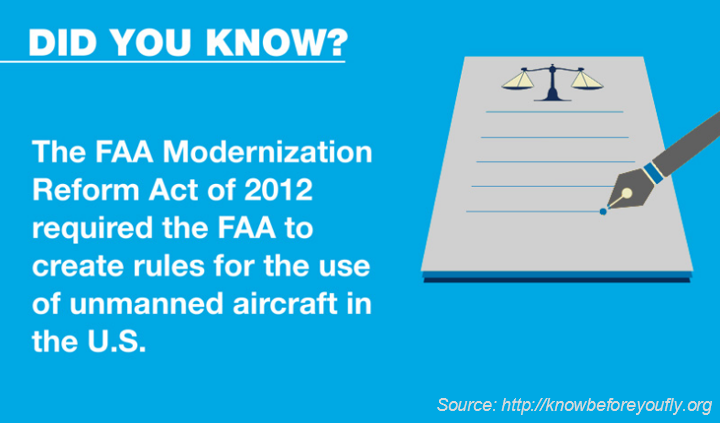 DID YOU KNOW?
The FAA Modernization
Reform Act of 2012
required the FAA to
create rules for the use
of unmanned aircraft in
the U.S.
Source: http://knowbeforeyoufly.org